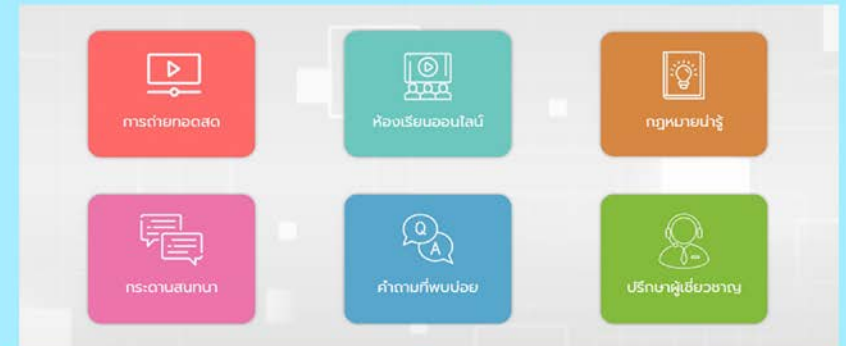 การถ่ายทอดสด
ห้องเรียนออนไลน์
กฎหมายน่ารู้
กระดานสนทนา
Q
A
คำถามที่พบบ่อย
ปรึกษาผู้เชี่ยวชาญ